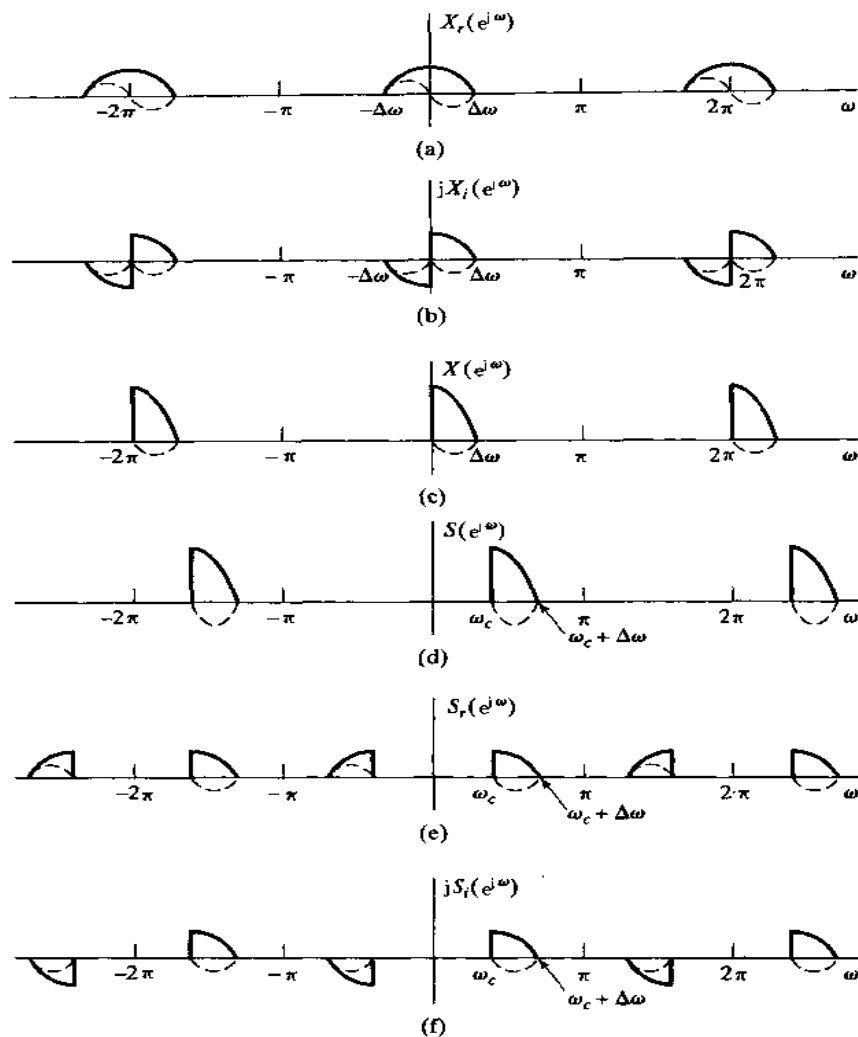 X_r(e^{jω})
−2π −π −Δω Δω π 2π ω
(a)
jX_i(e^{jω})
−2π −π −Δω Δω π 2π ω
(b)
X(e^{jω})
−2π −π Δω π 2π ω
(c)
S(e^{jω})
−2π −π ω_c π 2π ω
ω_c + Δω
(d)
S_r(e^{jω})
−2π −π ω_c π 2π ω
ω_c + Δω
(e)
jS_i(e^{jω})
−2π −π ω_c π 2π ω
ω_c + Δω
(f)